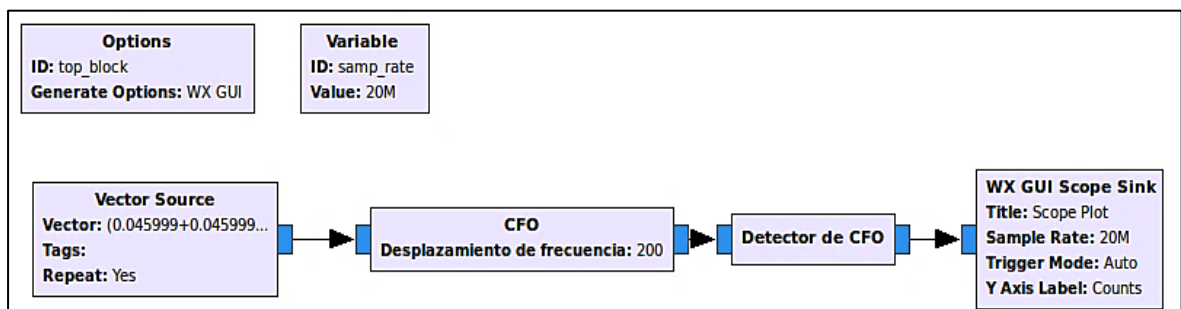 Options
ID: top_block
Generate Options: WX GUI
Variable
ID: samp_rate
Value: 20M
Vector Source
Vector: (0.045999+0.045999...
Tags:
Repeat: Yes
CFO
Desplazamiento de frecuencia: 200
Detector de CFO
WX GUI Scope Sink
Title: Scope Plot
Sample Rate: 20M
Trigger Mode: Auto
Y Axis Label: Counts